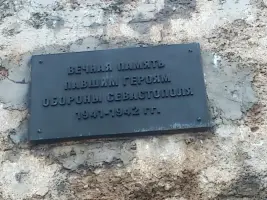 ВЕЧНАЯ ПАМЯТЬ
ПАВШИМ ГЕРОЯМ
ОБОРОНЫ СЕВАСТОПОЛЯ
1941-1942 ГГ.